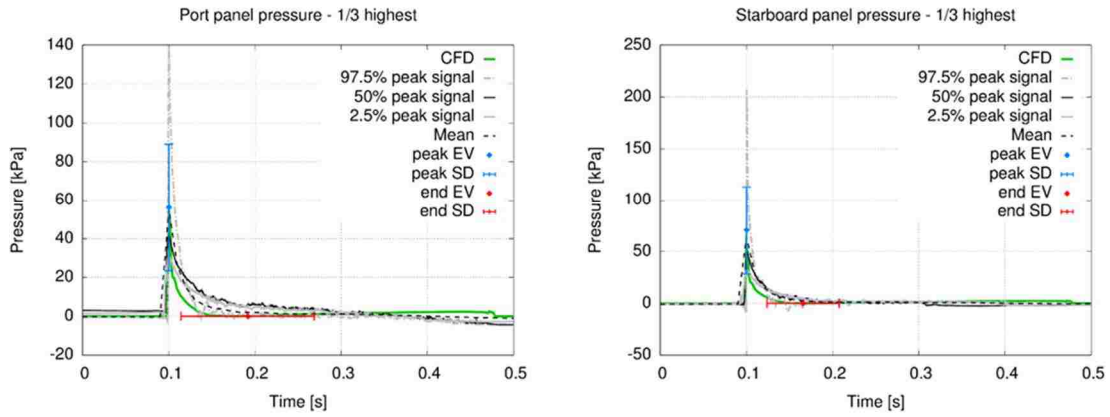 Port panel pressure - 1/3 highest
140
120
100
80
60
40
20
0
-20
Pressure [kPa]
CFD
97.5% peak signal
50% peak signal
2.5% peak signal
Mean
peak EV
peak SD
end EV
end SD
0
0.1
0.2
0.3
0.4
0.5
Time [s]
Starboard panel pressure - 1/3 highest
250
200
150
100
50
0
-50
Pressure [kPa]
CFD
97.5% peak signal
50% peak signal
2.5% peak signal
Mean
peak EV
peak SD
end EV
end SD
0
0.1
0.2
0.3
0.4
0.5
Time [s]